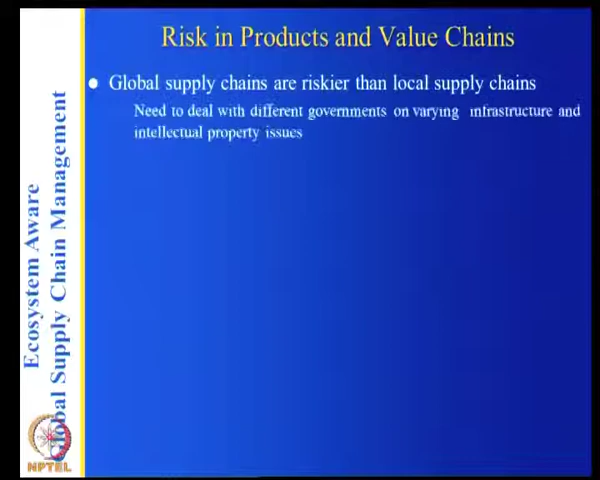 Risk in Products and Value Chains
Global supply chains are riskier than local supply chains
Need to deal with different governments on varying infrastructure and
intellectual property issues
Ecosystem Aware
Global Supply Chain Management
NPTEL